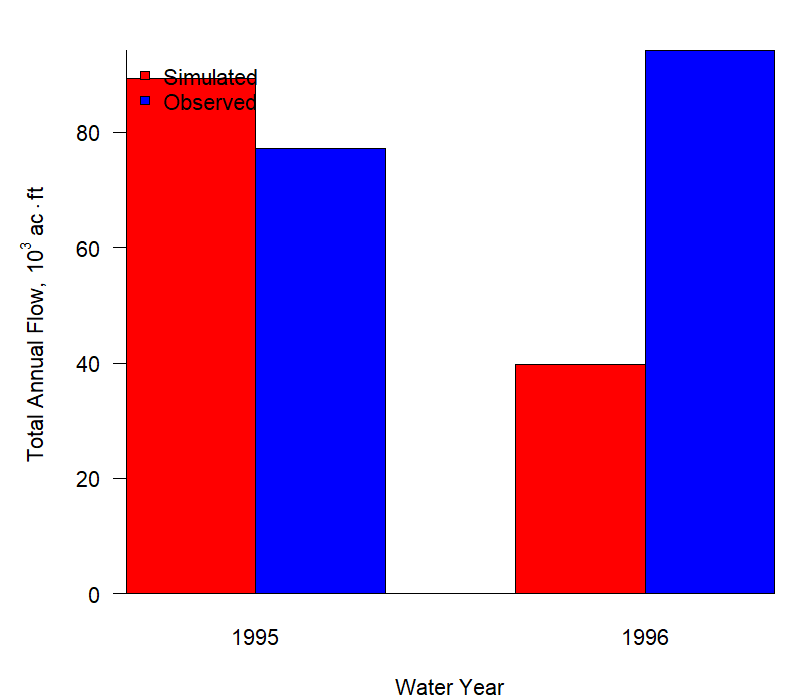 Simulated
Observed
80
60
40
20
0
Total Annual Flow, 10³ ac · ft
1995
1996
Water Year